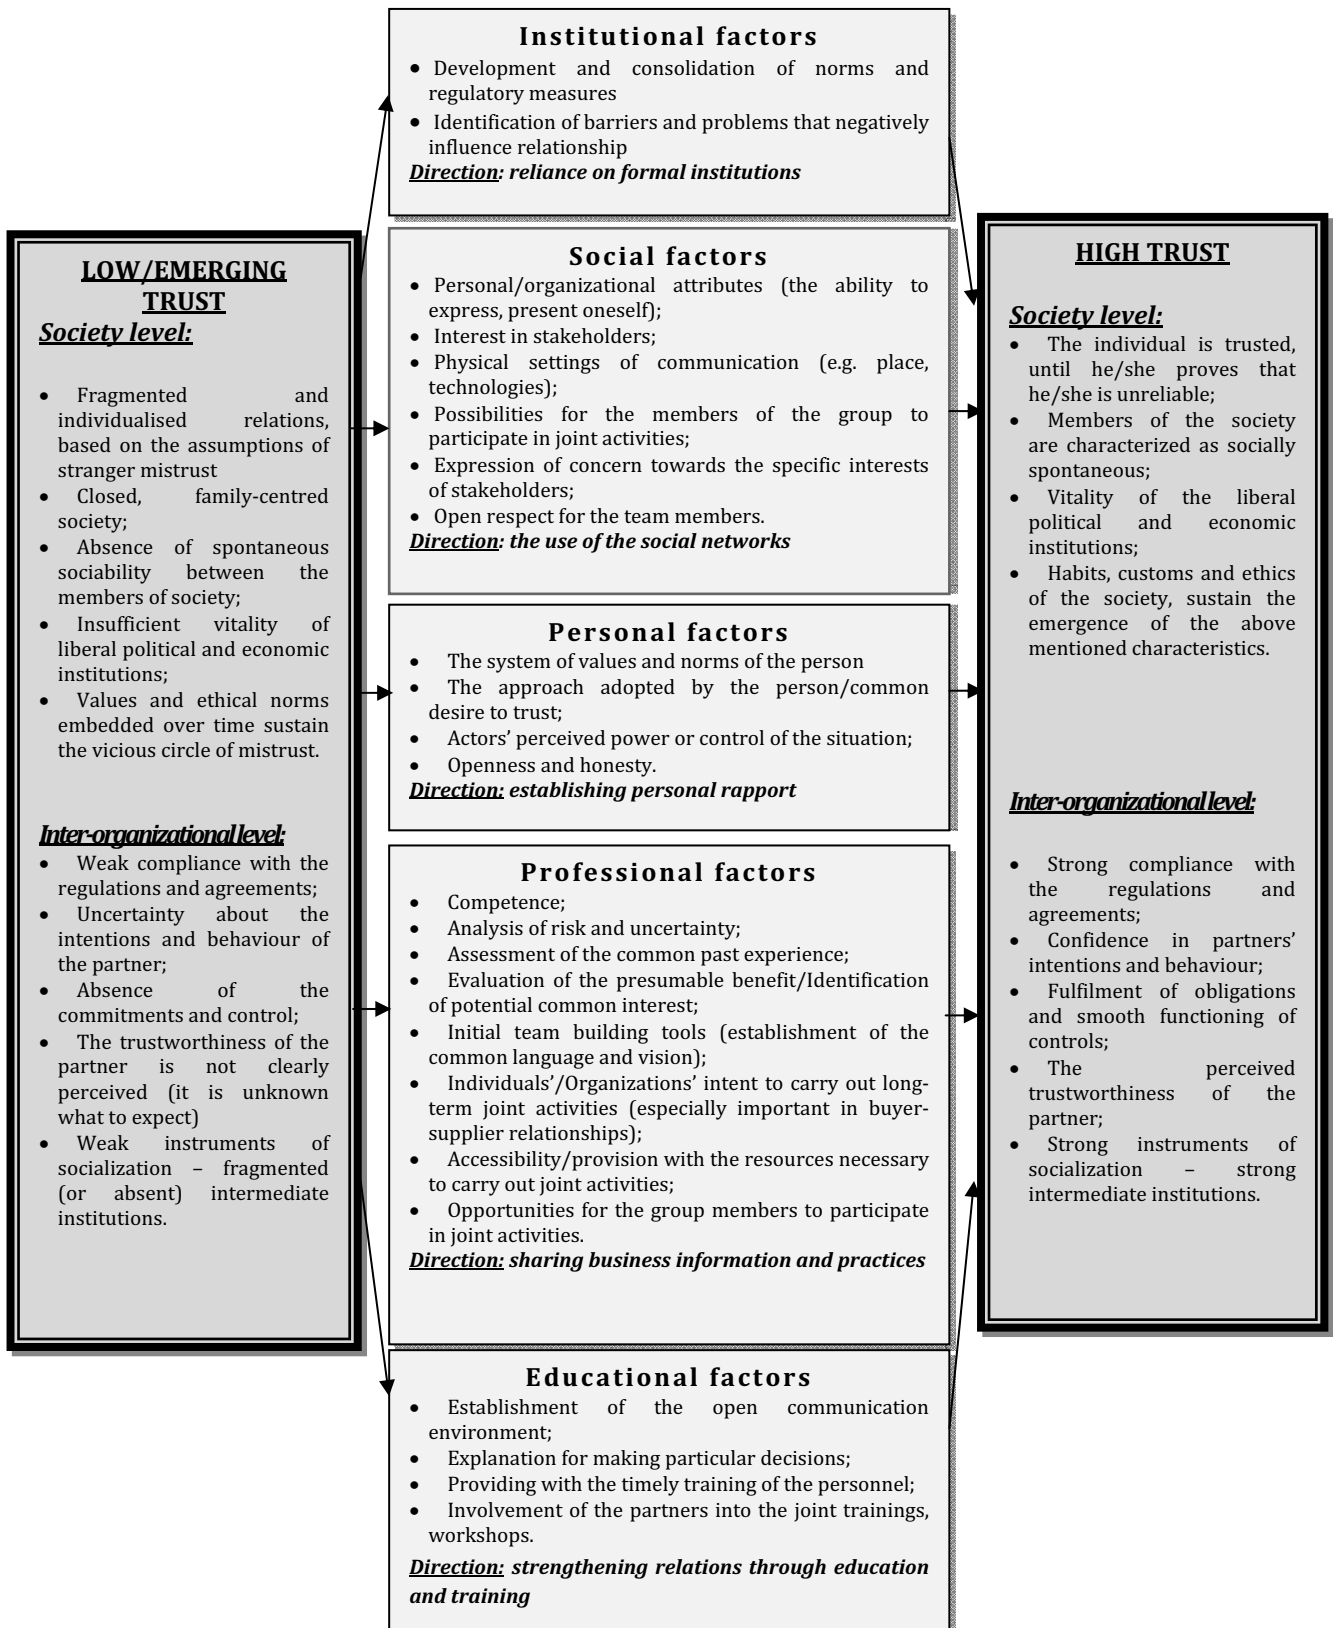 Institutional factors
• Development and consolidation of norms and
regulatory measures
• Identification of barriers and problems that negatively
influence relationship
Direction: reliance on formal institutions
LOW/EMERGING
TRUST
Society level:
• Fragmented and
individualised relations,
based on the assumptions of
stranger mistrust
• Closed, family-centred
society;
• Absence of spontaneous
sociability between the
members of society;
• Insufficient vitality of
liberal political and economic
institutions;
• Values and ethical norms
embedded over time sustain
the vicious circle of mistrust.
Inter-organizational level:
• Weak compliance with the
regulations and agreements;
• Uncertainty about the
intentions and behaviour of
the partner;
• Absence of the
commitments and control;
• The trustworthiness of the
partner is not clearly
perceived (it is unknown
what to expect)
• Weak instruments of
socialization – fragmented
(or absent) intermediate
institutions.
Social factors
• Personal/organizational attributes (the ability to
express, present oneself);
• Interest in stakeholders;
• Physical settings of communication (e.g. place,
technologies);
• Possibilities for the members of the group to
participate in joint activities;
• Expression of concern towards the specific interests
of stakeholders;
• Open respect for the team members.
Direction: the use of the social networks
Personal factors
• The system of values and norms of the person
• The approach adopted by the person/common
desire to trust;
• Actors’ perceived power or control of the situation;
• Openness and honesty.
Direction: establishing personal rapport
Professional factors
• Competence;
• Analysis of risk and uncertainty;
• Assessment of the common past experience;
• Evaluation of the presumable benefit/Identification
of potential common interest;
• Initial team building tools (establishment of the
common language and vision);
• Individuals’/Organizations’ intent to carry out long-
term joint activities (especially important in buyer-
supplier relationships);
• Accessibility/provision with the resources necessary
to carry out joint activities;
• Opportunities for the group members to participate
in joint activities.
Direction: sharing business information and practices
Educational factors
• Establishment of the open communication
environment;
• Explanation for making particular decisions;
• Providing with the timely training of the personnel;
• Involvement of the partners into the joint trainings,
workshops.
Direction: strengthening relations through education
and training
HIGH TRUST
Society level:
• The individual is trusted,
until he/she proves that
he/she is unreliable;
• Members of the society
are characterized as socially
spontaneous;
• Vitality of the liberal
political and economic
institutions;
• Habits, customs and ethics
of the society, sustain the
emergence of the above
mentioned characteristics.
Inter-organizational level:
• Strong compliance with
the regulations and
agreements;
• Confidence in partners’
intentions and behaviour;
• Fulfilment of obligations
and smooth functioning of
controls;
• The perceived
trustworthiness of the
partner;
• Strong instruments of
socialization – strong
intermediate institutions.